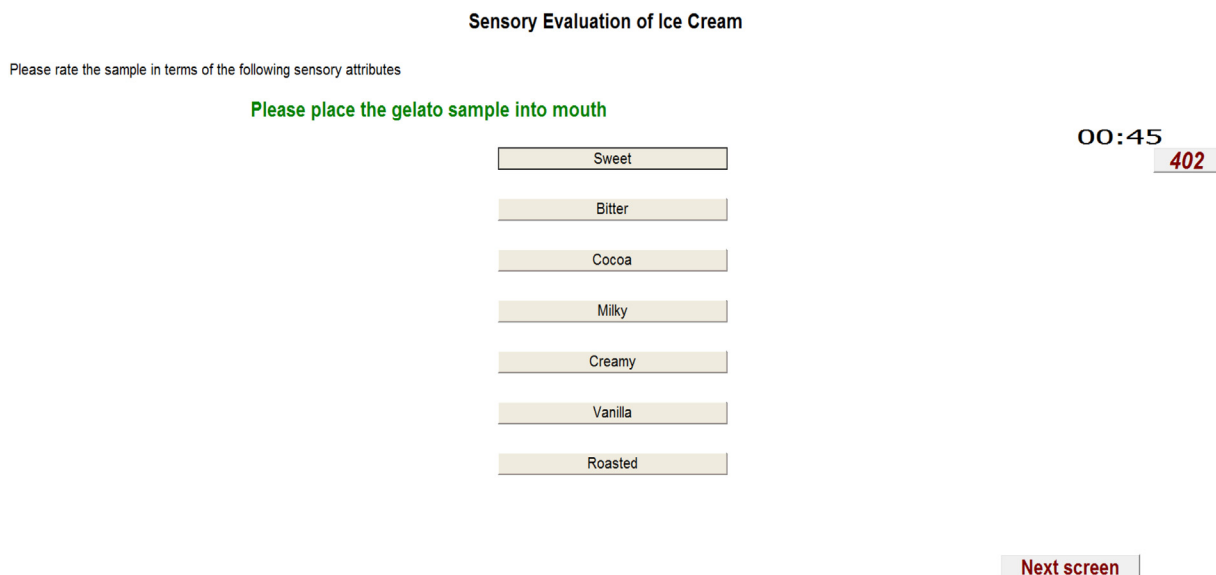 Sensory Evaluation of Ice Cream
Please rate the sample in terms of the following sensory attributes
Please place the gelato sample into mouth
00:45
Sweet
402
Bitter
Cocoa
Milky
Creamy
Vanilla
Roasted
Next screen